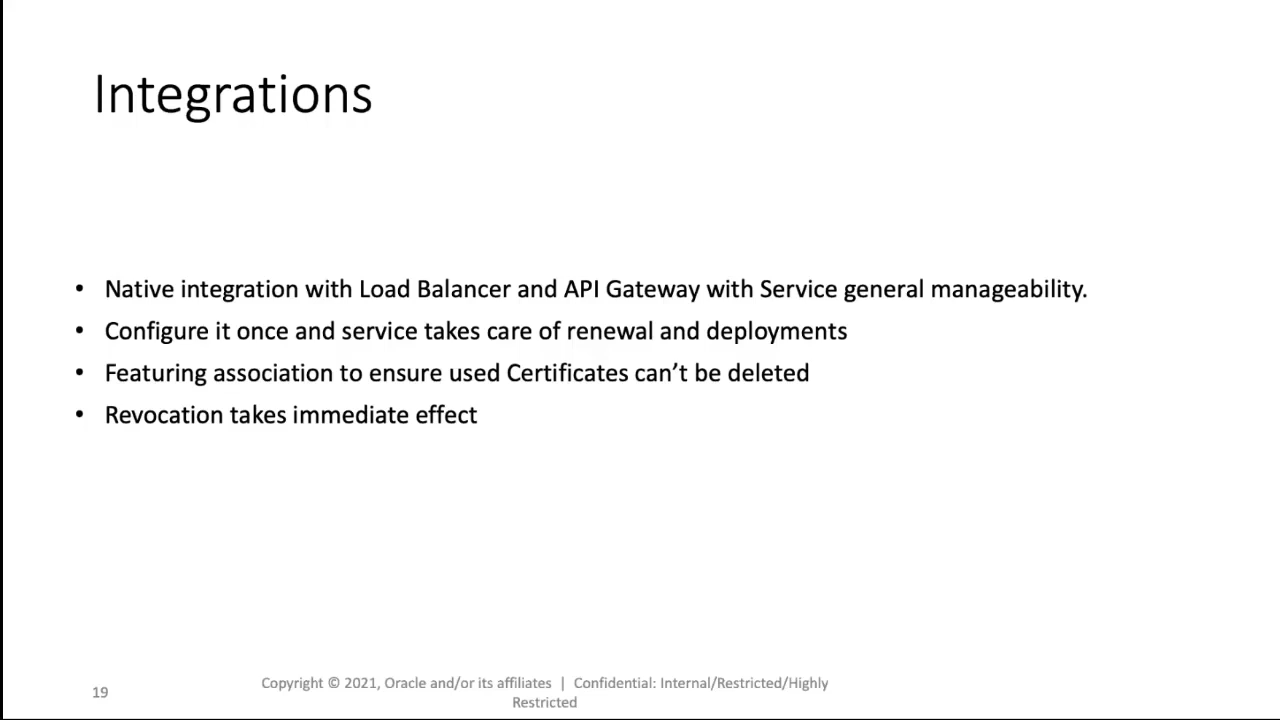 Integrations
• Native integration with Load Balancer and API Gateway with Service general manageability.
• Configure it once and service takes care of renewal and deployments
• Featuring association to ensure used Certificates can’t be deleted
• Revocation takes immediate effect
19
Copyright © 2021, Oracle and/or its affiliates | Confidential: Internal/Restricted/Highly
Restricted